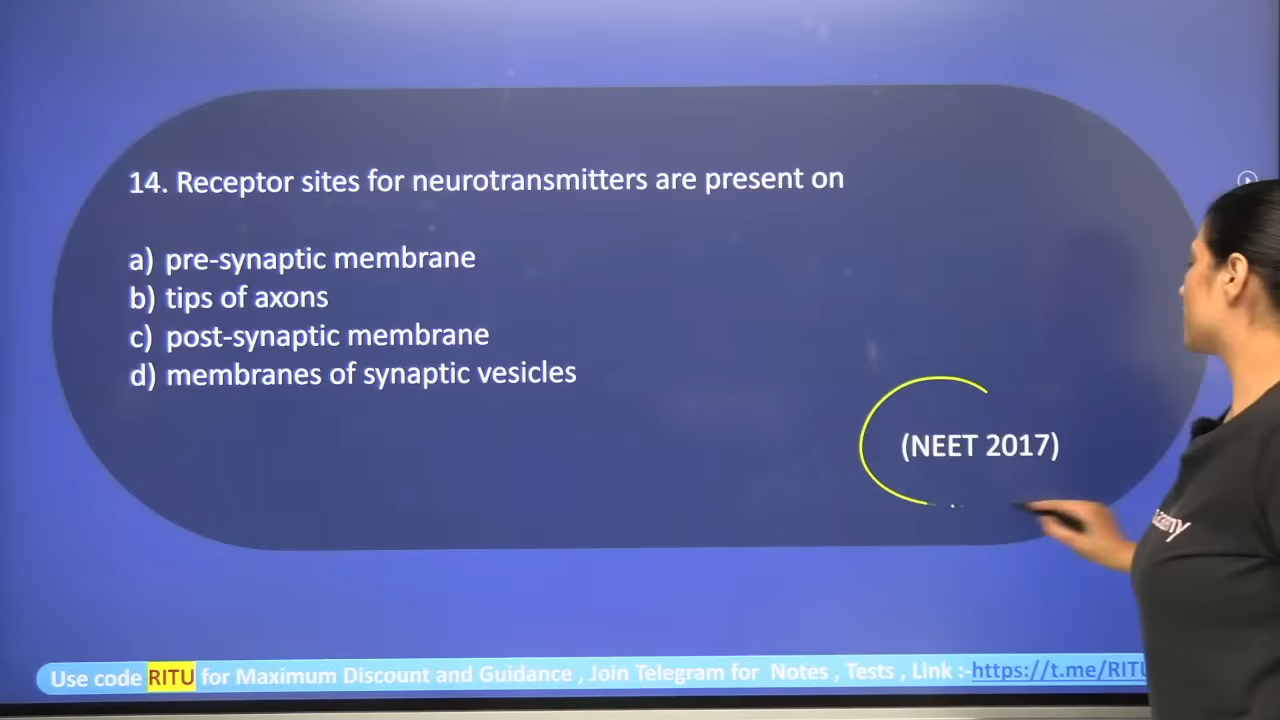 14. Receptor sites for neurotransmitters are present on
a) pre-synaptic membrane
b) tips of axons
c) post-synaptic membrane
d) membranes of synaptic vesicles
(NEET 2017)
Use code RITU for Maximum Discount and Guidance , Join Telegram for Notes , Tests , Link :-https://t.me/RITU